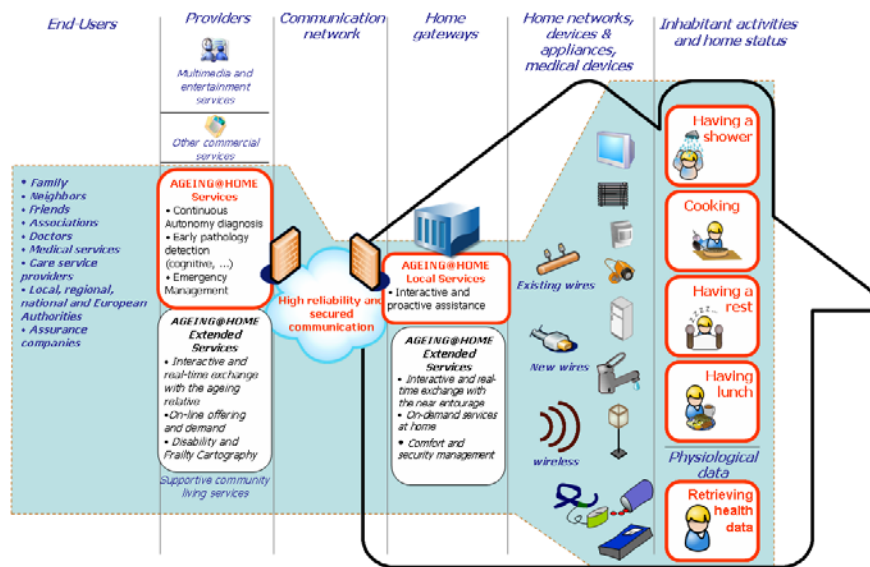 End-Users
Providers
Communication
network
Home
gateways
Home networks,
devices &
appliances,
medical devices
Inhabitant activities
and home status
Multimedia and
entertainment
services
Other commercial
services
• Family
• Neighbors
• Friends
• Associations
• Doctors
• Medical services
• Care service
providers
• Local, regional,
national and European
Authorities
• Assurance
companies
AGEING@HOME
Services
• Continuous
Autonomy diagnosis
• Early pathology
detection
(cognitive, ...)
• Emergency
Management
AGEING@HOME
Extended
Services
• Interactive and
real-time exchange
with the ageing
relative
•On-line offering
and demand
• Disability and
Frailty Cartography
Supportive community
living services
High reliability and
secured
communication
AGEING@HOME
Local Services
• Interactive and
proactive assistance
AGEING@HOME
Extended
Services
• Interactive and real-
time exchange with
the near entourage
• On-demand services
at home
• Comfort and
security management
Existing wires
New wires
wireless
Having a
shower
Cooking
Having a
rest
Having
lunch
Physiological
data
Retrieving
health
data